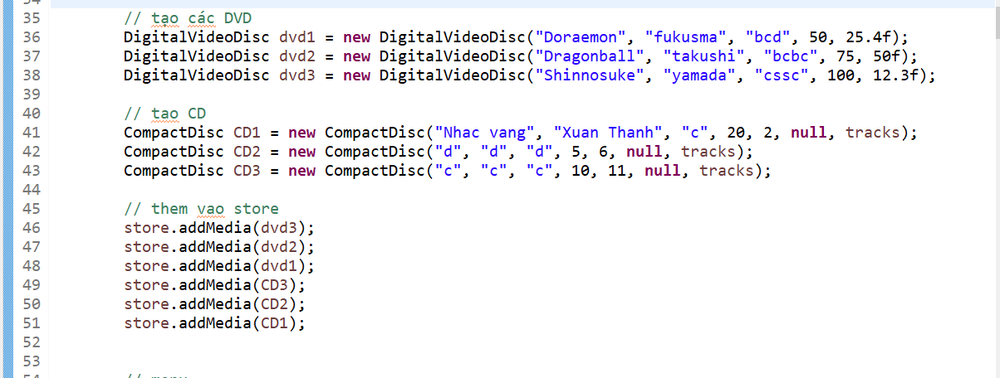 35 // tạo các DVD
36 DigitalVideoDisc dvd1 = new DigitalVideoDisc("Doraemon", "fukusma", "bcd", 50, 25.4f);
37 DigitalVideoDisc dvd2 = new DigitalVideoDisc("Dragonball", "takushi", "bcbc", 75, 50f);
38 DigitalVideoDisc dvd3 = new DigitalVideoDisc("Shinnosuke", "yamada", "cssc", 100, 12.3f);
39
40 // tao CD
41 CompactDisc CD1 = new CompactDisc("Nhac vang", "Xuan Thanh", "c", 20, 2, null, tracks);
42 CompactDisc CD2 = new CompactDisc("d", "d", "d", 5, 6, null, tracks);
43 CompactDisc CD3 = new CompactDisc("c", "c", "c", 10, 11, null, tracks);
44
45 // them vao store
46 store.addMedia(dvd3);
47 store.addMedia(dvd2);
48 store.addMedia(dvd1);
49 store.addMedia(CD3);
50 store.addMedia(CD2);
51 store.addMedia(CD1);
52
53